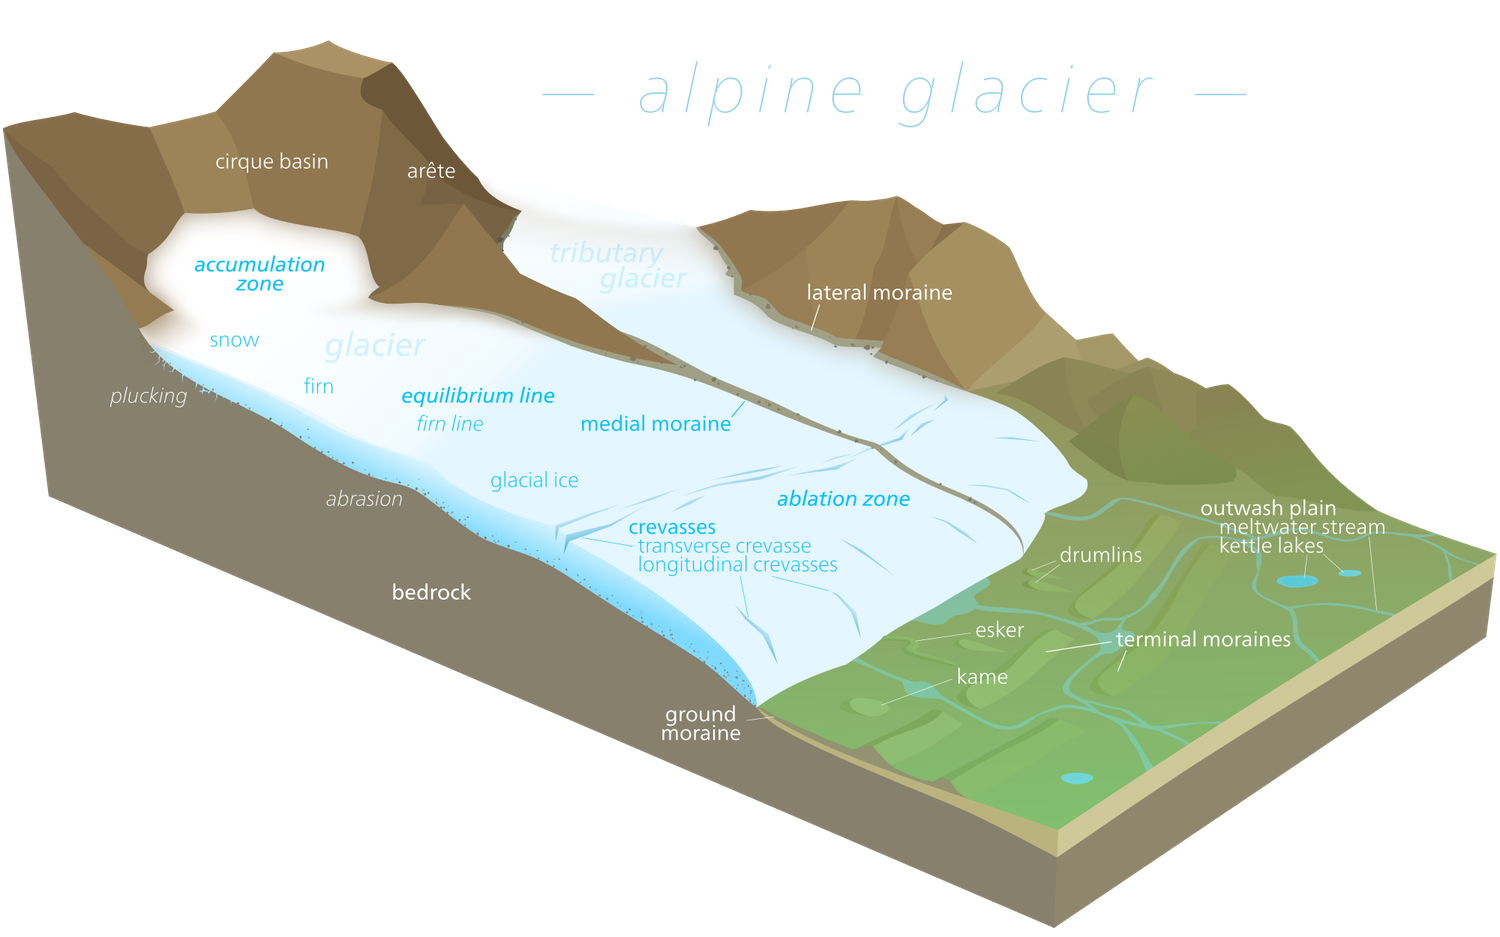 — alpine glacier —
cirque basin
arête
accumulation
zone
tributary
glacier
lateral moraine
snow
glacier
firn
plucking
equilibrium line
firn line
medial moraine
glacial ice
abrasion
ablation zone
crevasses
transverse crevasse
longitudinal crevasses
outwash plain
meltwater stream
kettle lakes
drumlins
bedrock
esker
terminal moraines
kame
ground
moraine